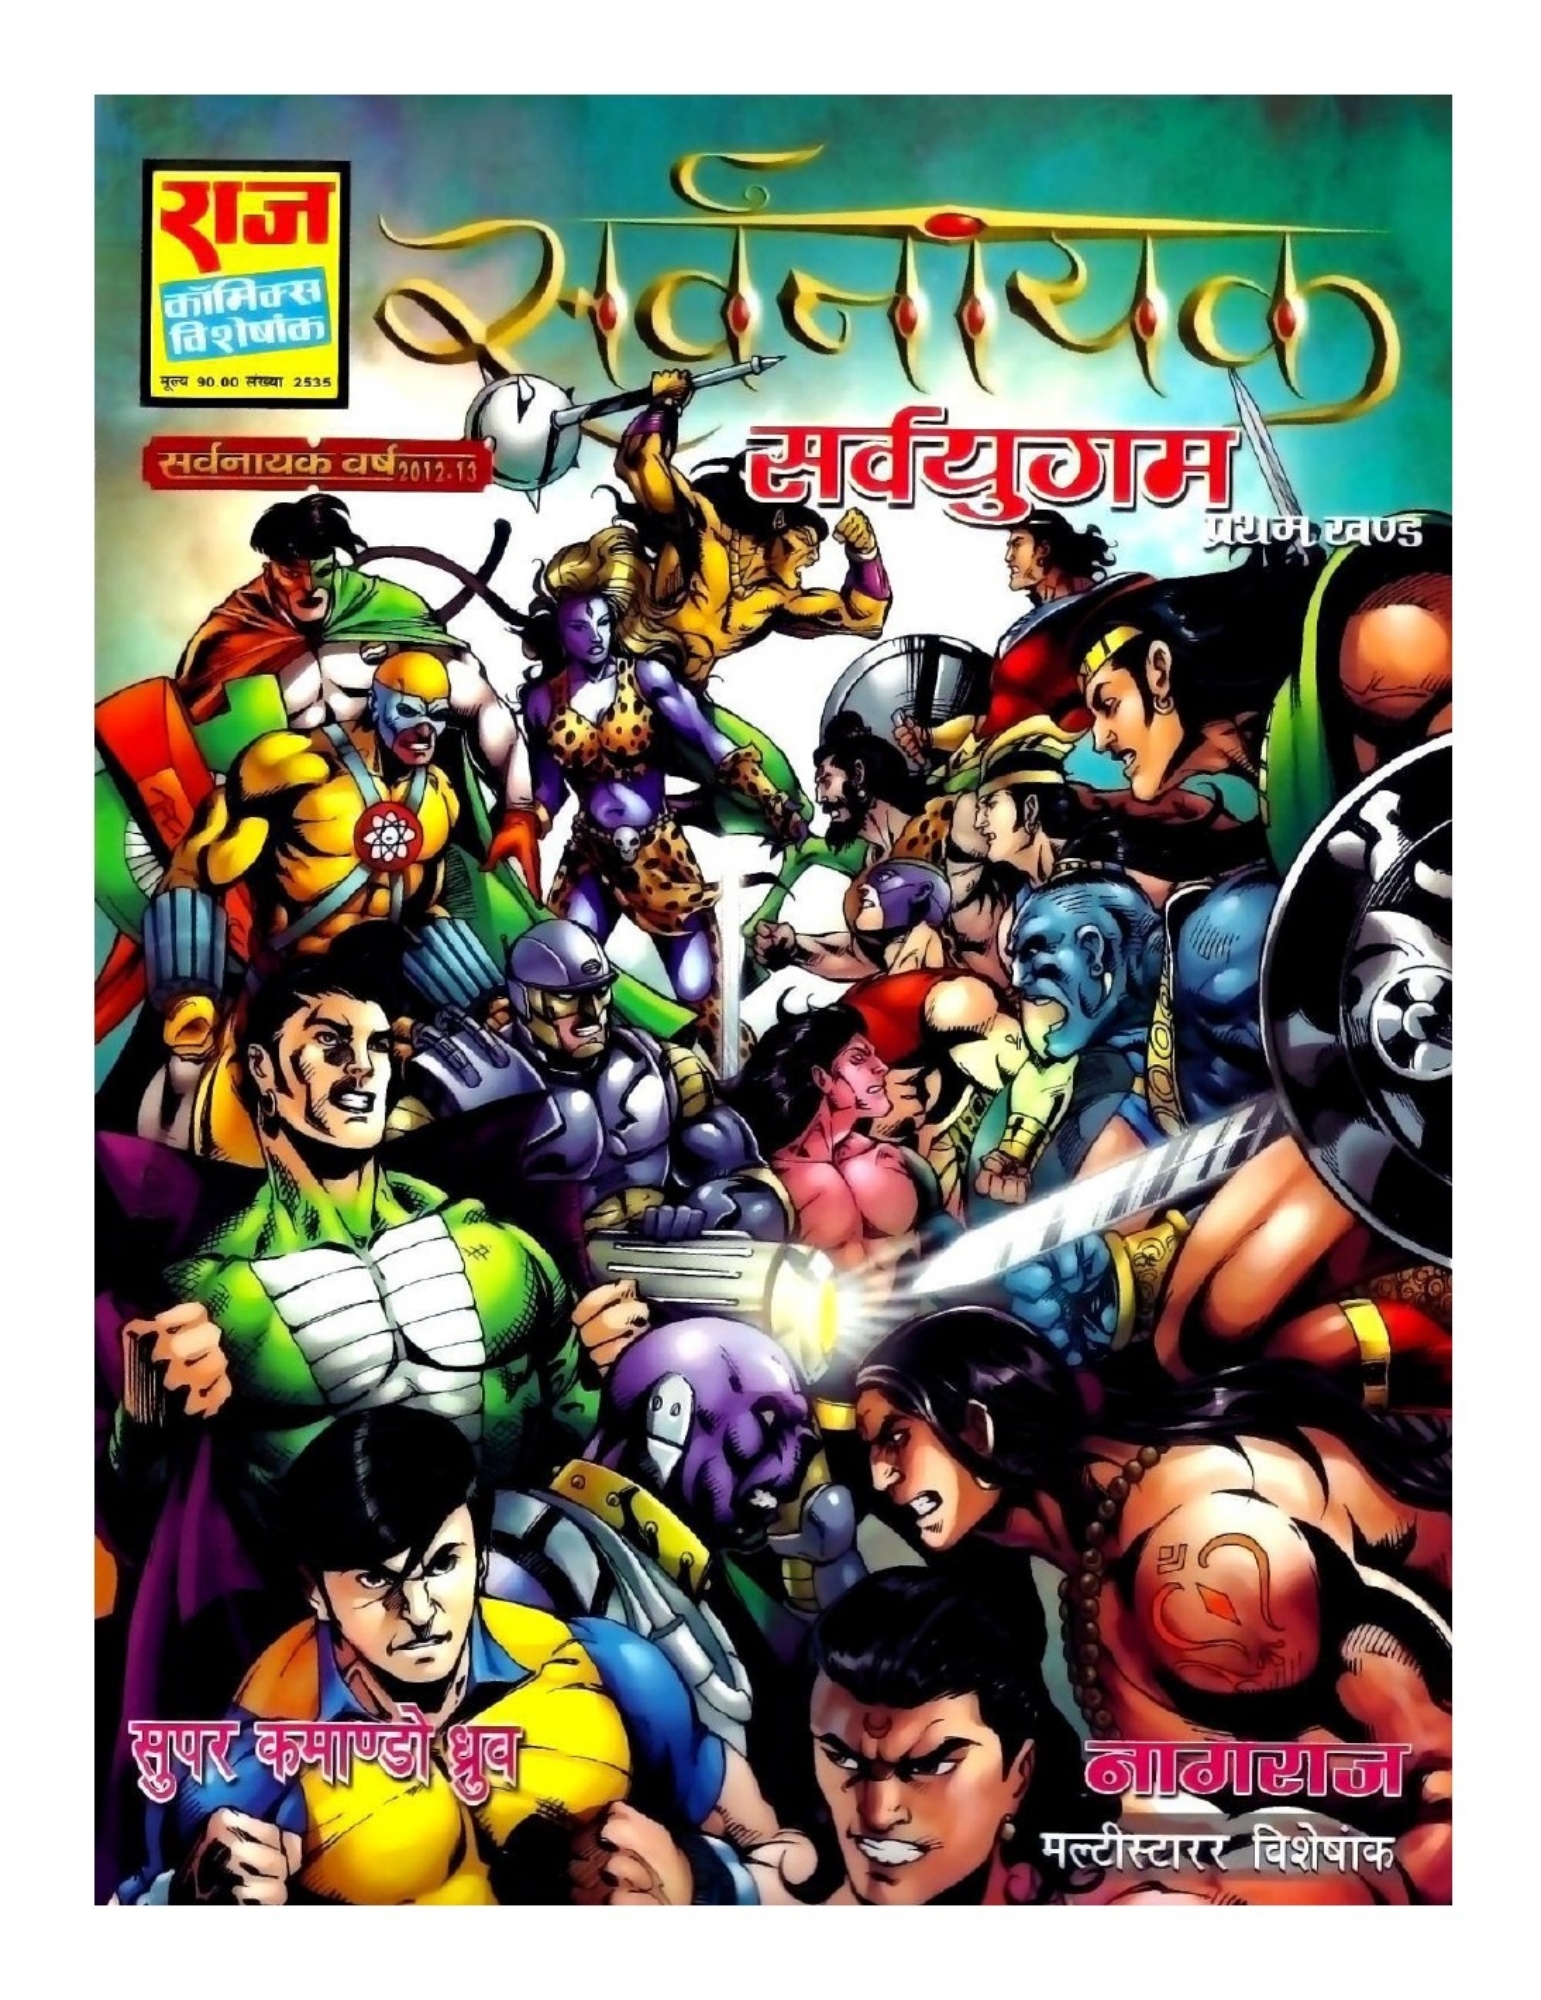 राज
कॉमिक्स
विशेषांक
मूल्य 90.00 संख्या 2535
सर्वनायक
सर्वनायक वर्ष 2012-13
सर्वयुगम
प्रथम खण्ड
सुपर कमाण्डो ध्रुव
नागराज
मल्टीस्टारर विशेषांक